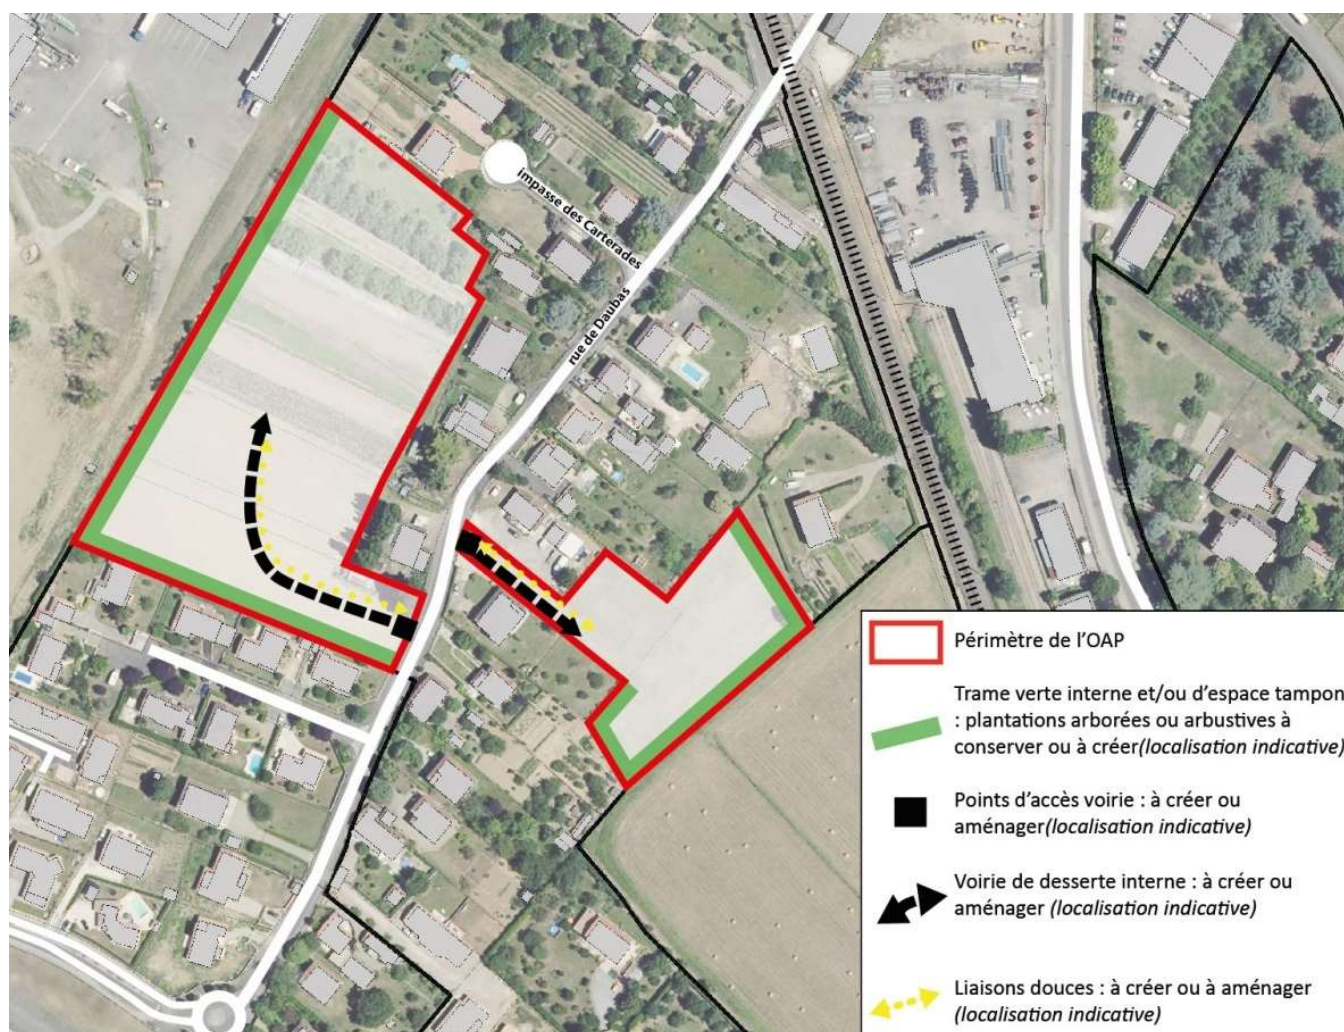 impasse des Carterades
rue de Daubas
Périmètre de l'OAP
Trame verte interne et/ou d'espace tampon
: plantations arborées ou arbustives à
conserver ou à créer(localisation indicative)
Points d'accès voirie : à créer ou
aménager(localisation indicative)
Voirie de desserte interne : à créer ou
aménager (localisation indicative)
Liaisons douces : à créer ou à aménager
(localisation indicative)